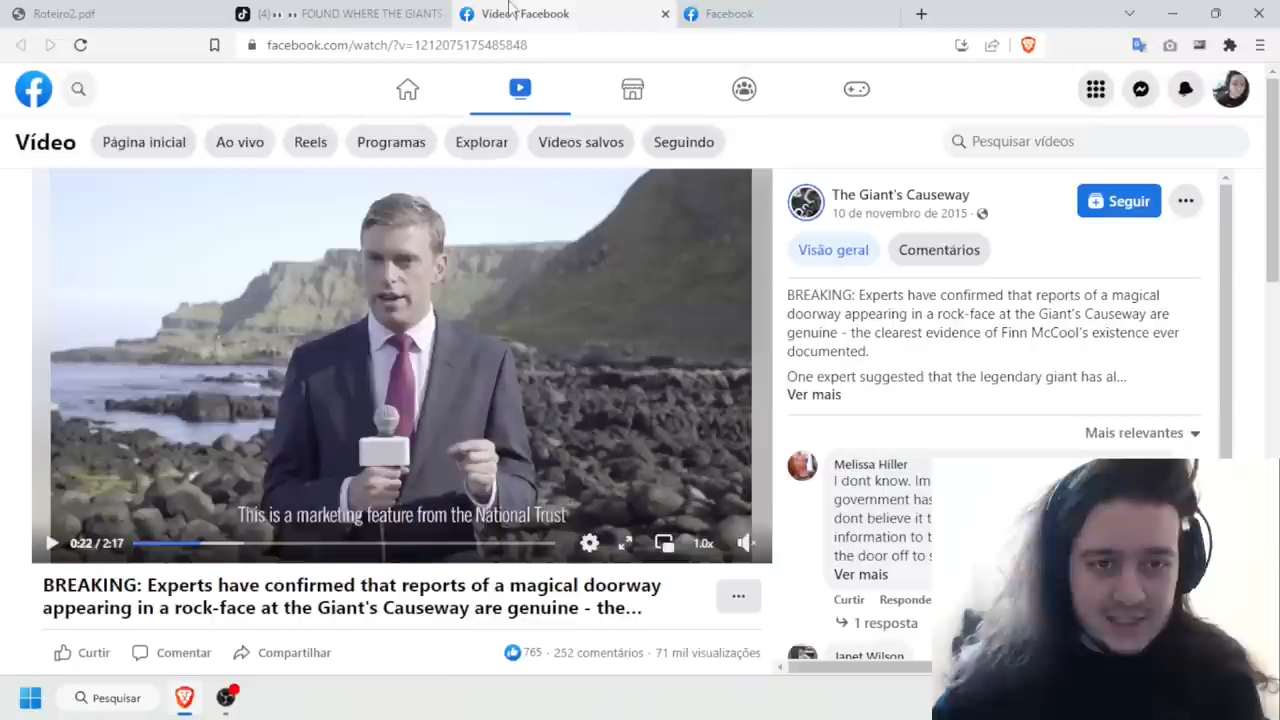 Roteiro2.pdf
(4) 👀 👀 FOUND WHERE THE GIANTS
Vídeo | Facebook
Facebook
facebook.com/watch/?v=1212075175485848
Vídeo
Página inicial
Ao vivo
Reels
Programas
Explorar
Vídeos salvos
Seguindo
Pesquisar vídeos
This is a marketing feature from the National Trust
0:22 / 2:17
1.0x
BREAKING: Experts have confirmed that reports of a magical doorway
appearing in a rock-face at the Giant's Causeway are genuine - the...
Curtir
Comentar
Compartilhar
765 · 252 comentários · 71 mil visualizações
The Giant's Causeway
10 de novembro de 2015 ·
Seguir
Visão geral
Comentários
BREAKING: Experts have confirmed that reports of a magical
doorway appearing in a rock-face at the Giant's Causeway are
genuine - the clearest evidence of Finn McCool's existence ever
documented.
One expert suggested that the legendary giant has al...
Ver mais
Mais relevantes
Melissa Hiller
I dont know. Im
government has
dont believe it t
information to t
the door off to s
Ver mais
Curtir Responde
1 resposta
Janet Wilson
Pesquisar